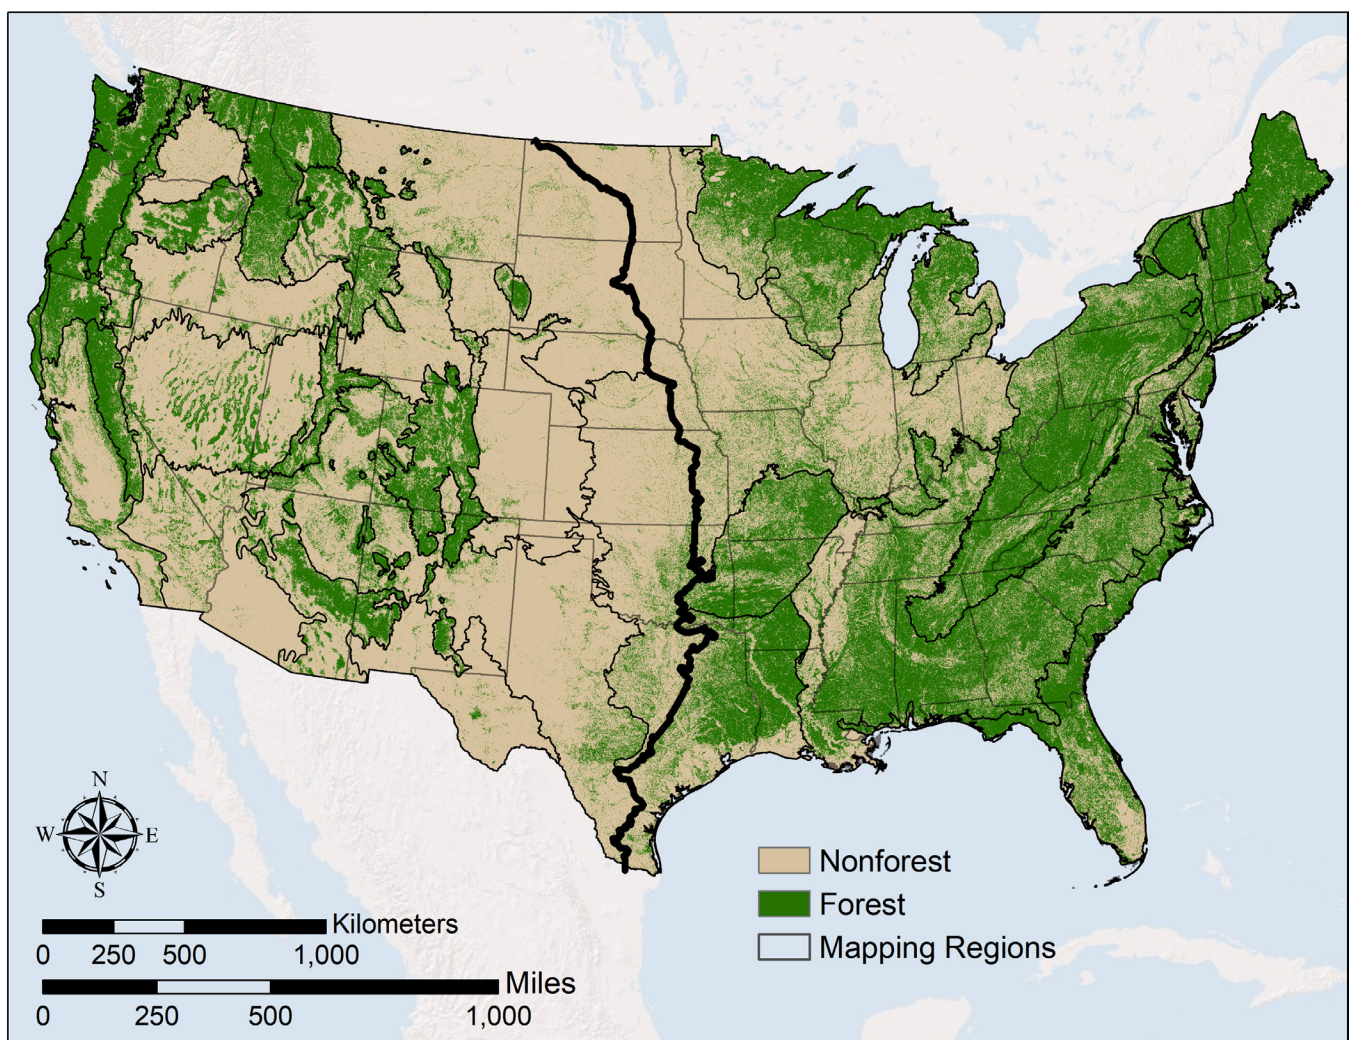 N
W E
S
Kilometers
0 250 500 1,000
Miles
0 250 500 1,000
Nonforest
Forest
Mapping Regions